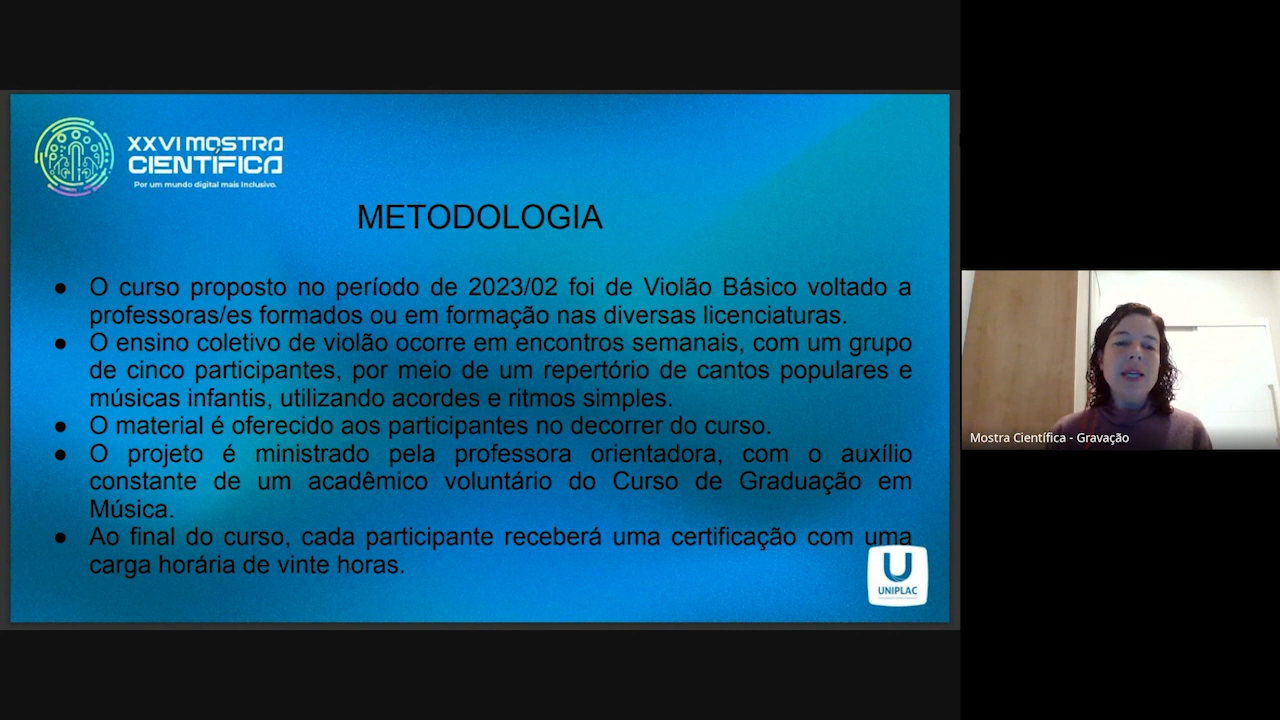 XXVI MOSTRA
CIENTÍFICA
Por um mundo digital mais Inclusivo.
METODOLOGIA
● O curso proposto no período de 2023/02 foi de Violão Básico voltado a
professoras/es formados ou em formação nas diversas licenciaturas.
● O ensino coletivo de violão ocorre em encontros semanais, com um grupo
de cinco participantes, por meio de um repertório de cantos populares e
músicas infantis, utilizando acordes e ritmos simples.
● O material é oferecido aos participantes no decorrer do curso.
● O projeto é ministrado pela professora orientadora, com o auxílio
constante de um acadêmico voluntário do Curso de Graduação em
Música.
● Ao final do curso, cada participante receberá uma certificação com uma
carga horária de vinte horas.
UNIPLAC
Mostra Científica - Gravação